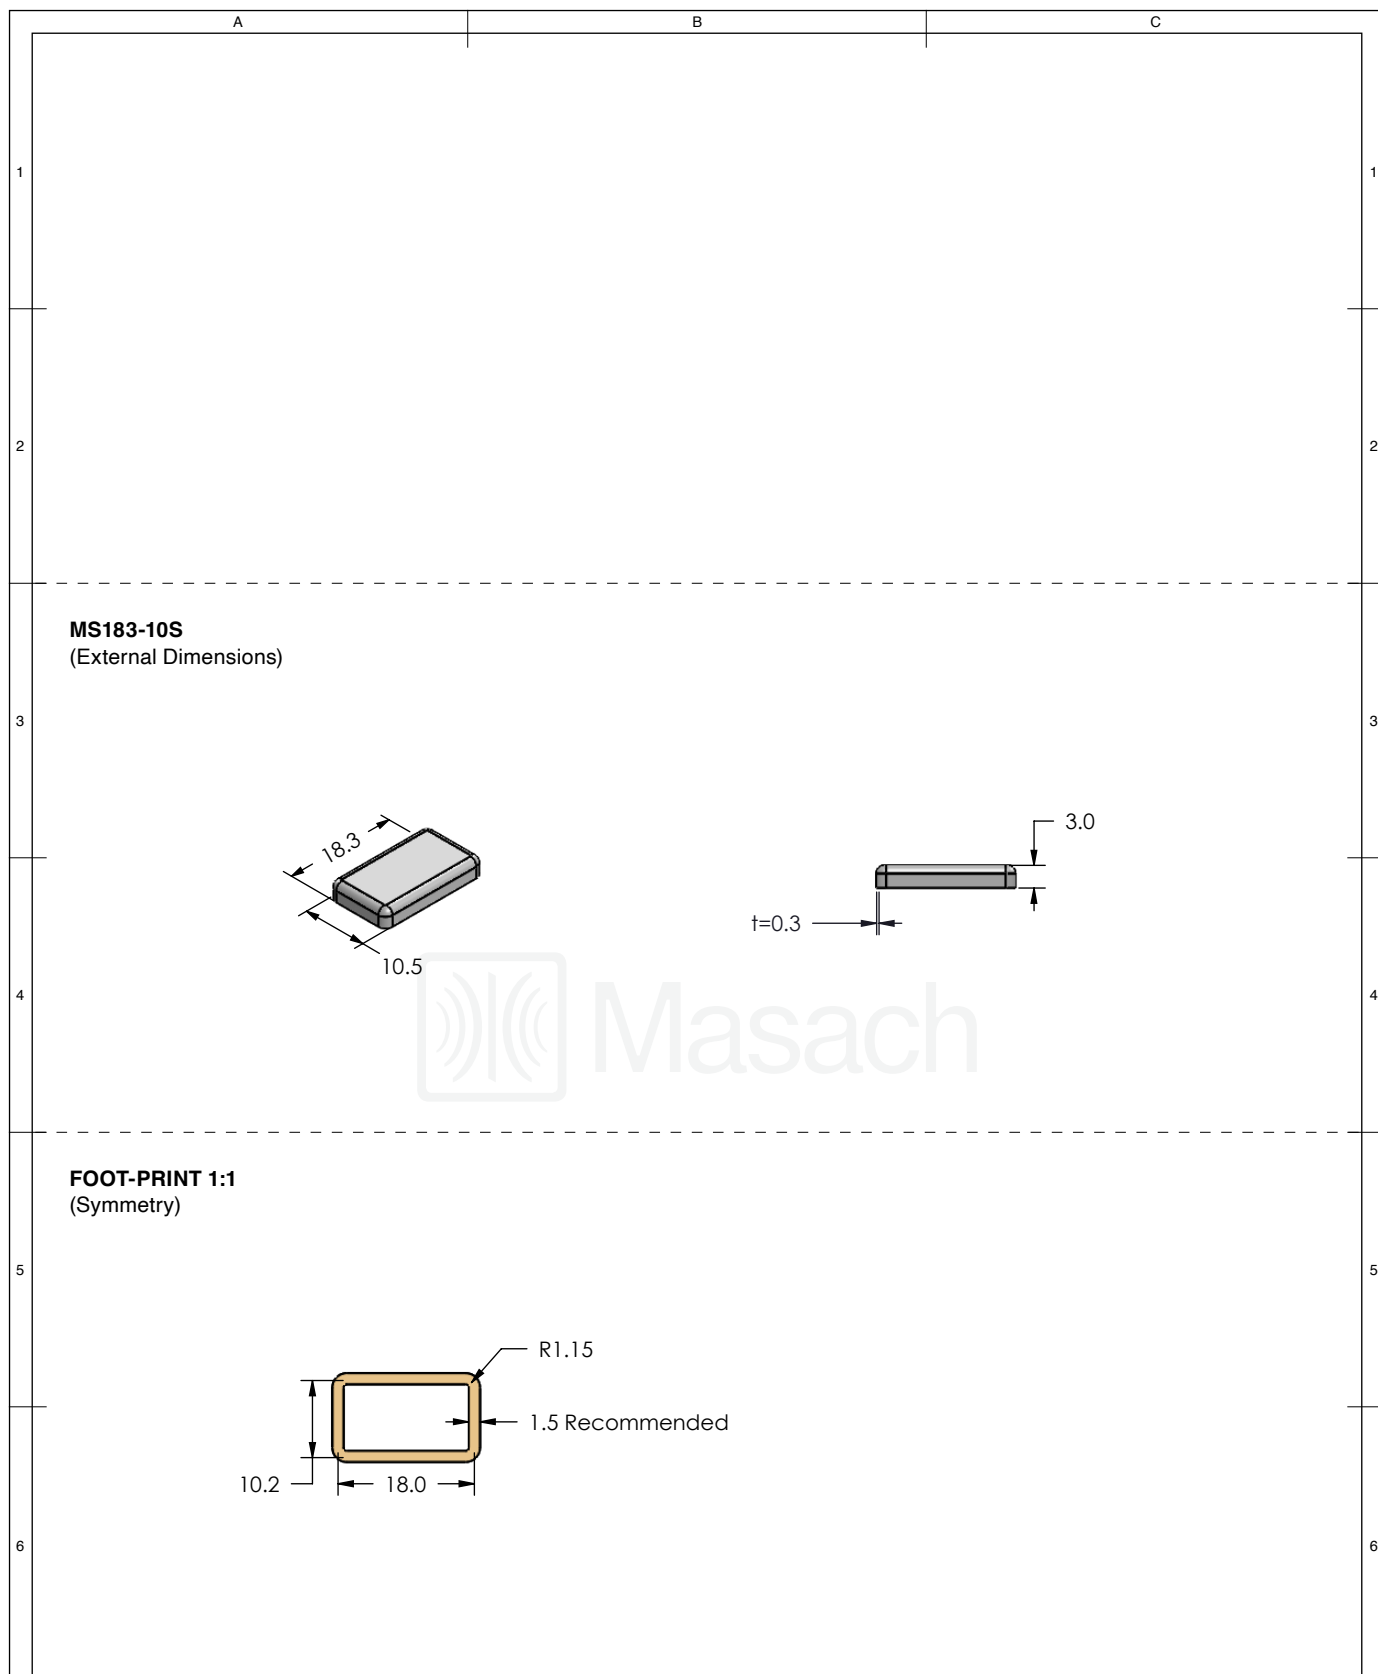 A B C
1 1
2 2
MS183-10S
(External Dimensions)
3 3
18.3
10.5
3.0
t=0.3
Masach
4 4
FOOT-PRINT 1:1
(Symmetry)
5 5
R1.15
1.5 Recommended
10.2
18.0
6 6